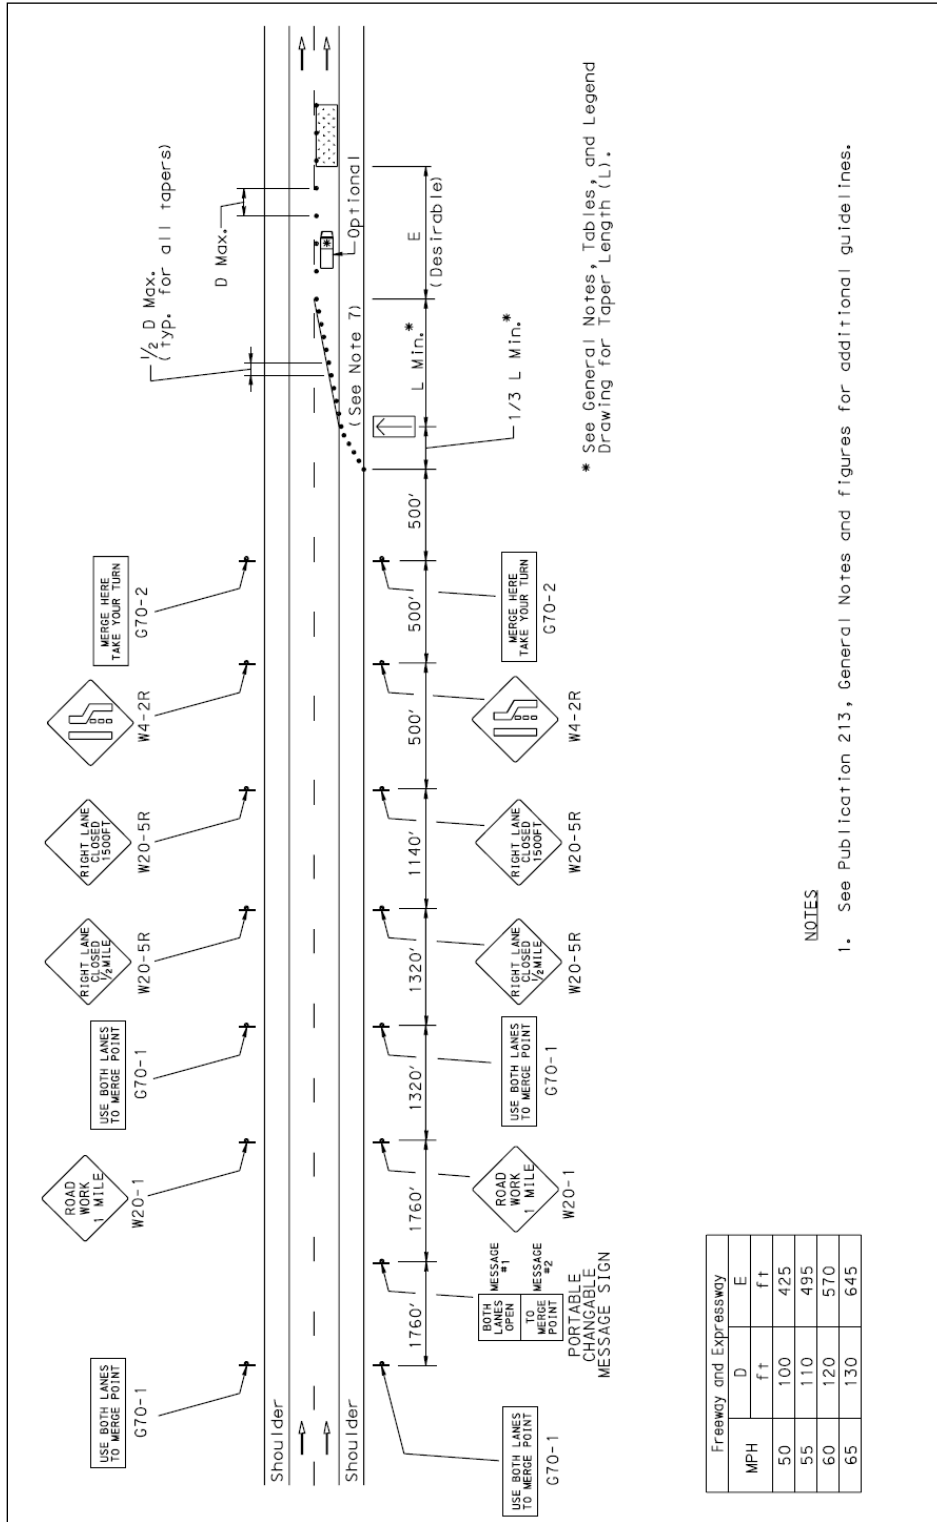 ½ D Max.
(typ. for all tapers)
D Max.
USE BOTH LANES
TO MERGE POINT
G70-1
ROAD
WORK
1 MILE
W20-1
USE BOTH LANES
TO MERGE POINT
G70-1
RIGHT LANE
CLOSED
½MILE
W20-5R
RIGHT LANE
CLOSED
1500FT
W20-5R
W4-2R
MERGE HERE
TAKE YOUR TURN
G70-2
Shoulder
Shoulder
Optional
(See Note 7)
1760'
1760'
1320'
1320'
1140'
500'
500'
500'
L Min.*
E
(Desirable)
1/3 L Min.*
USE BOTH LANES
TO MERGE POINT
G70-1
BOTH
LANES
OPEN
MESSAGE
#1
TO
MERGE
POINT
MESSAGE
#2
PORTABLE
CHANGABLE
MESSAGE SIGN
ROAD
WORK
1 MILE
W20-1
USE BOTH LANES
TO MERGE POINT
G70-1
RIGHT LANE
CLOSED
½MILE
W20-5R
RIGHT LANE
CLOSED
1500FT
W20-5R
W4-2R
MERGE HERE
TAKE YOUR TURN
G70-2
* See General Notes, Tables, and Legend
Drawing for Taper Length (L).
Freeway and Expressway
MPH D E
ft ft
50 100 425
55 110 495
60 120 570
65 130 645
NOTES
1. See Publication 213, General Notes and figures for additional guidelines.